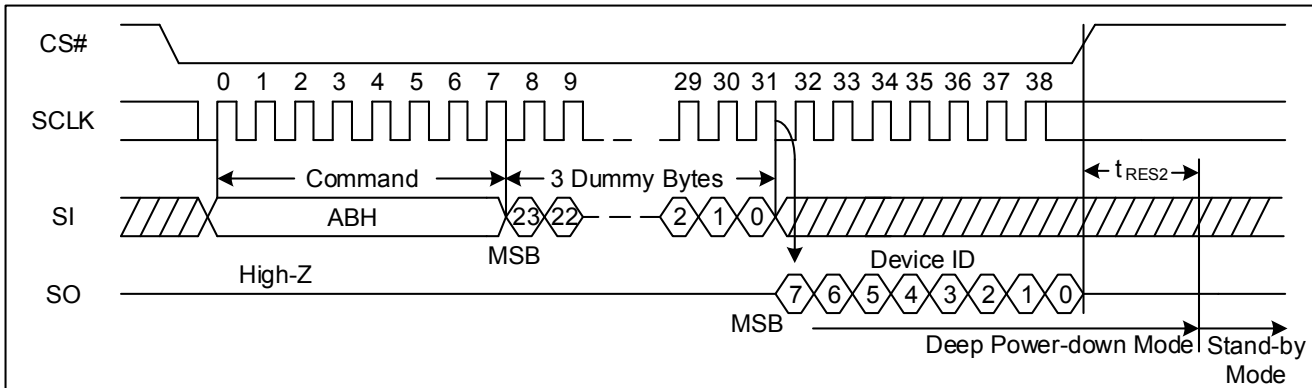 CS#
0 1 2 3 4 5 6 7 8 9 29 30 31 32 33 34 35 36 37 38
SCLK
Command 3 Dummy Bytes tRES2
SI ABH 23 22 2 1 0
MSB
High-Z Device ID
SO 7 6 5 4 3 2 1 0
MSB
Deep Power-down Mode Stand-by
Mode